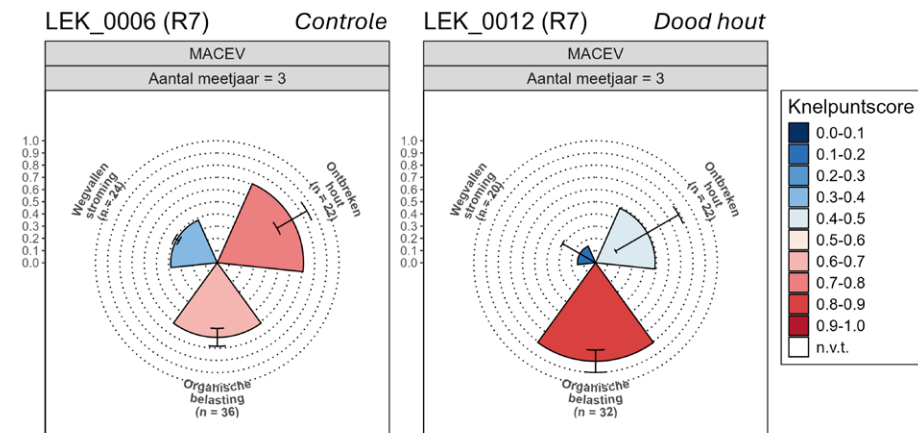 LEK_0006 (R7) Controle
MACEV
Aantal meetjaar = 3
1.0
0.9
0.8
0.7
0.6
0.5
0.4
0.3
0.2
0.1
0.0
Wegvallen
stroming
(n = 24)
Ontbreken
hout
(n = 22)
Organische
belasting
(n = 36)
LEK_0012 (R7) Dood hout
MACEV
Aantal meetjaar = 3
1.0
0.9
0.8
0.7
0.6
0.5
0.4
0.3
0.2
0.1
0.0
Wegvallen
stroming
(n = 20)
Ontbreken
hout
(n = 22)
Organische
belasting
(n = 32)
Knelpuntscore
0.0-0.1
0.1-0.2
0.2-0.3
0.3-0.4
0.4-0.5
0.5-0.6
0.6-0.7
0.7-0.8
0.8-0.9
0.9-1.0
n.v.t.